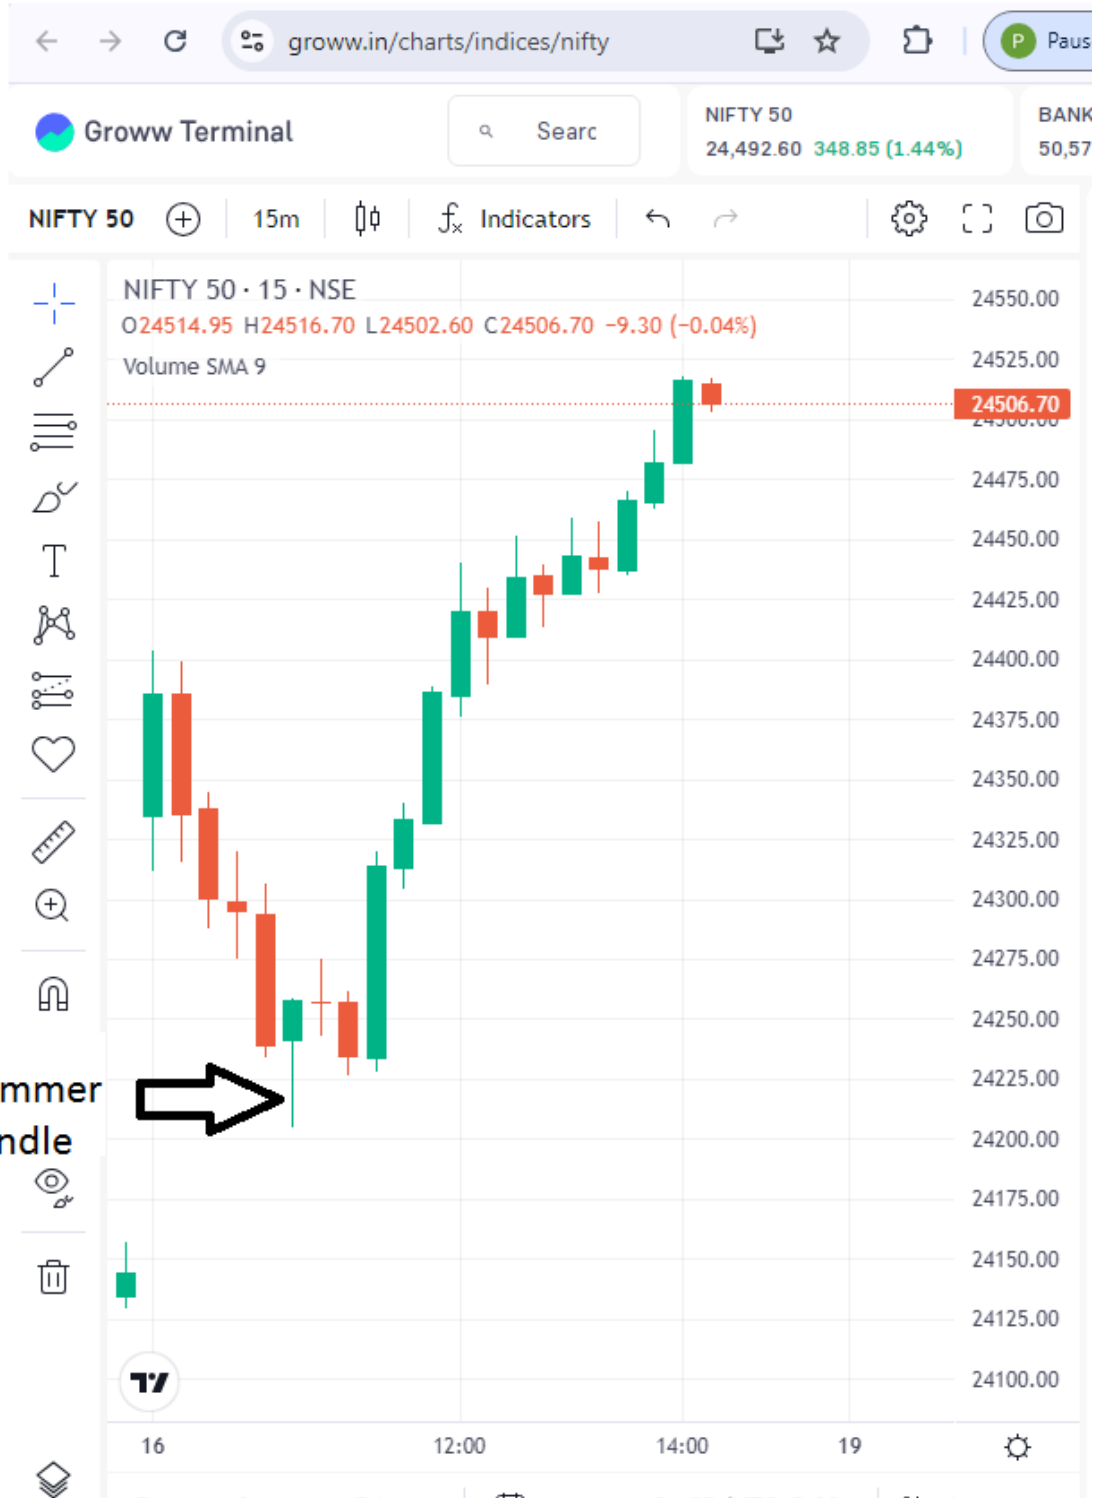 groww.in/charts/indices/nifty
P Paus
Groww Terminal
Searc
NIFTY 50
24,492.60 348.85 (1.44%)
BANK
50,57
NIFTY 50
15m
Indicators
NIFTY 50 · 15 · NSE
O24514.95 H24516.70 L24502.60 C24506.70 −9.30 (−0.04%)
Volume SMA 9
24550.00
24525.00
24506.70
24500.00
24475.00
24450.00
24425.00
24400.00
24375.00
24350.00
24325.00
24300.00
24275.00
24250.00
24225.00
24200.00
24175.00
24150.00
24125.00
24100.00
mmer
ndle
16 12:00 14:00 19